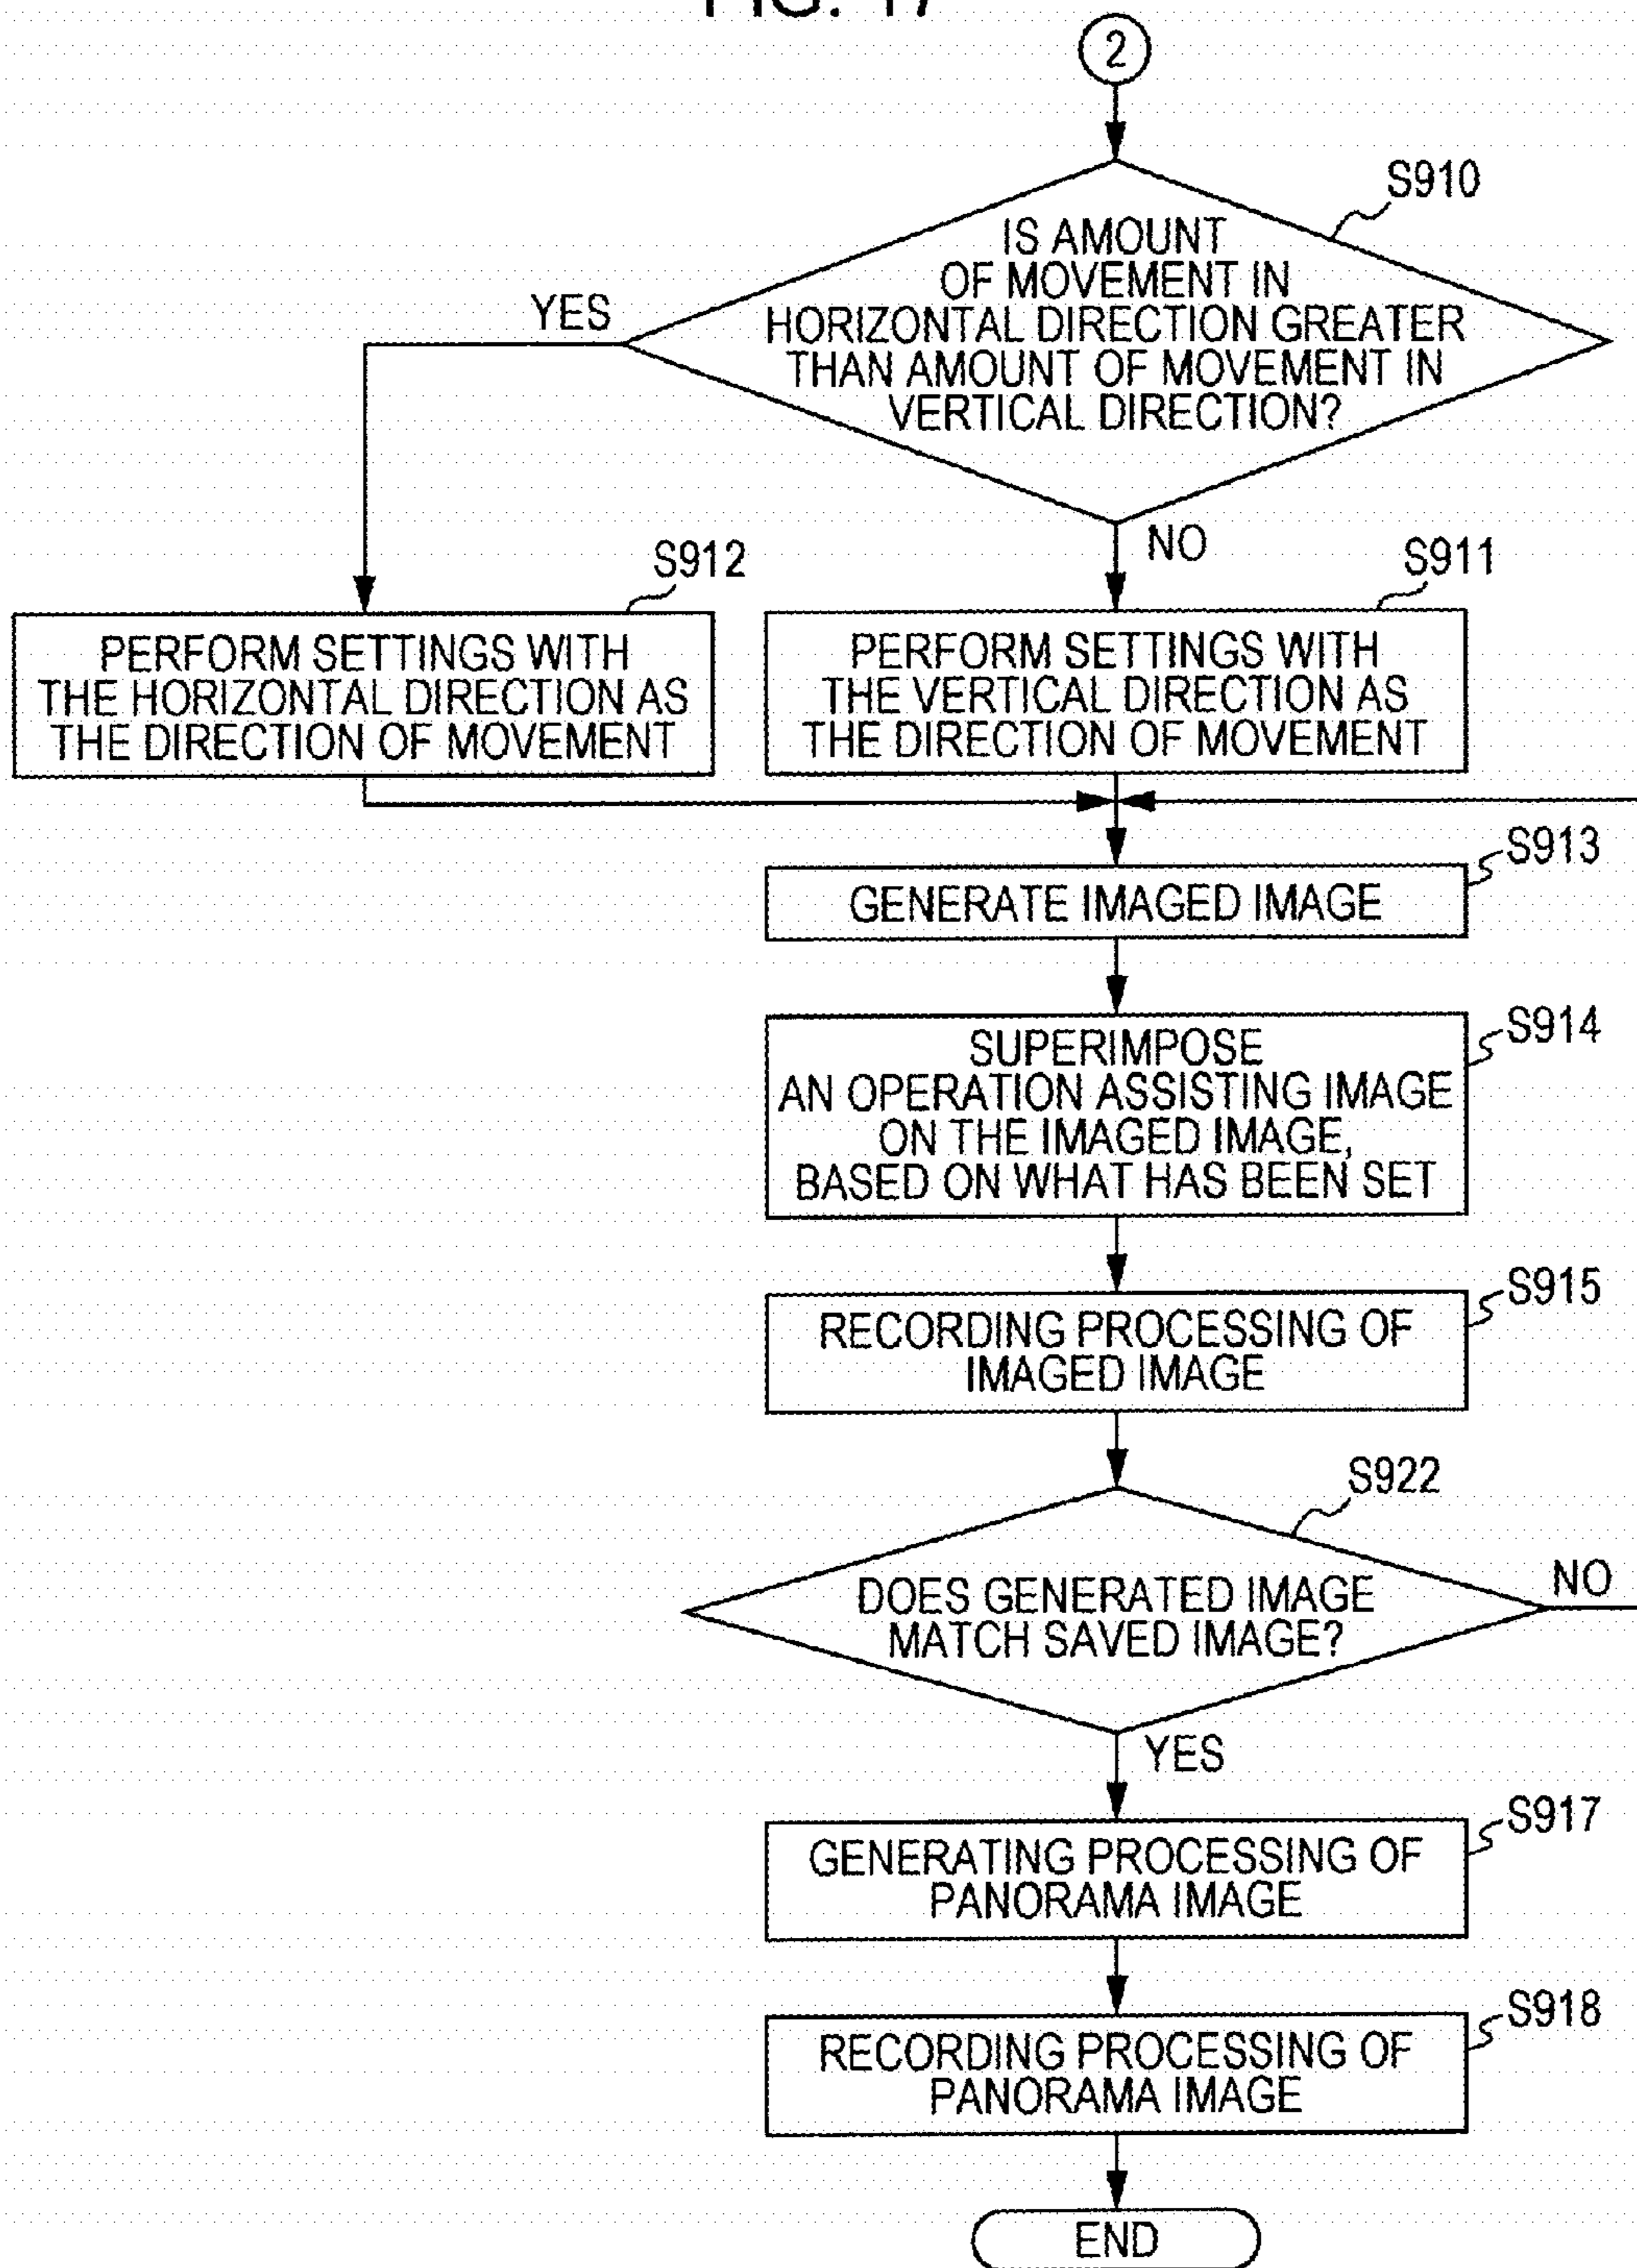 FIG. 17
2
S910
IS AMOUNT
OF MOVEMENT IN
HORIZONTAL DIRECTION GREATER
THAN AMOUNT OF MOVEMENT IN
VERTICAL DIRECTION?
YES
NO
S912
PERFORM SETTINGS WITH
THE HORIZONTAL DIRECTION AS
THE DIRECTION OF MOVEMENT
S911
PERFORM SETTINGS WITH
THE VERTICAL DIRECTION AS
THE DIRECTION OF MOVEMENT
S913
GENERATE IMAGED IMAGE
S914
SUPERIMPOSE
AN OPERATION ASSISTING IMAGE
ON THE IMAGED IMAGE,
BASED ON WHAT HAS BEEN SET
S915
RECORDING PROCESSING OF
IMAGED IMAGE
S922
DOES GENERATED IMAGE
MATCH SAVED IMAGE?
NO
YES
S917
GENERATING PROCESSING OF
PANORAMA IMAGE
S918
RECORDING PROCESSING OF
PANORAMA IMAGE
END